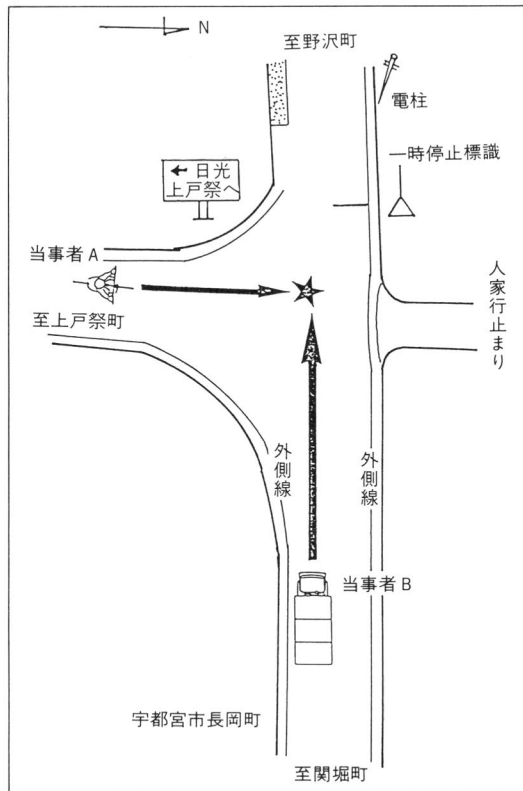 N
至野沢町
電柱
一時停止標識
← 日光
上戸祭へ
当事者A
至上戸祭町
人家行止まり
外側線
外側線
当事者B
宇都宮市長岡町
至関堀町